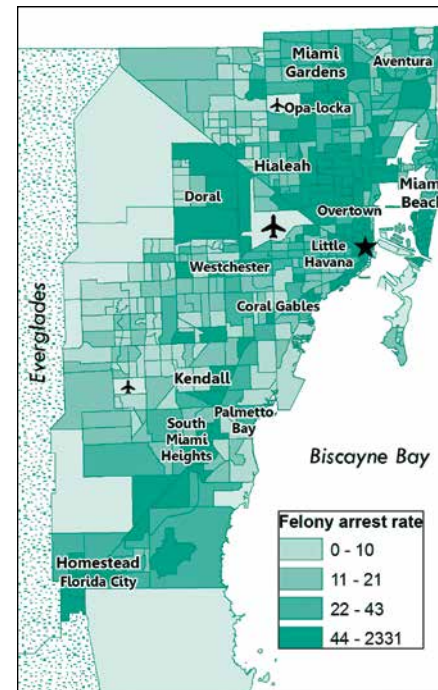 Miami
Gardens
Aventura
Opa-locka
Hialeah
Miami
Beach
Doral
Overtown
Little
Havana
Westchester
Coral Gables
Everglades
Kendall
Palmetto
Bay
South
Miami
Heights
Biscayne Bay
Homestead
Florida City
Felony arrest rate
0 - 10
11 - 21
22 - 43
44 - 2331